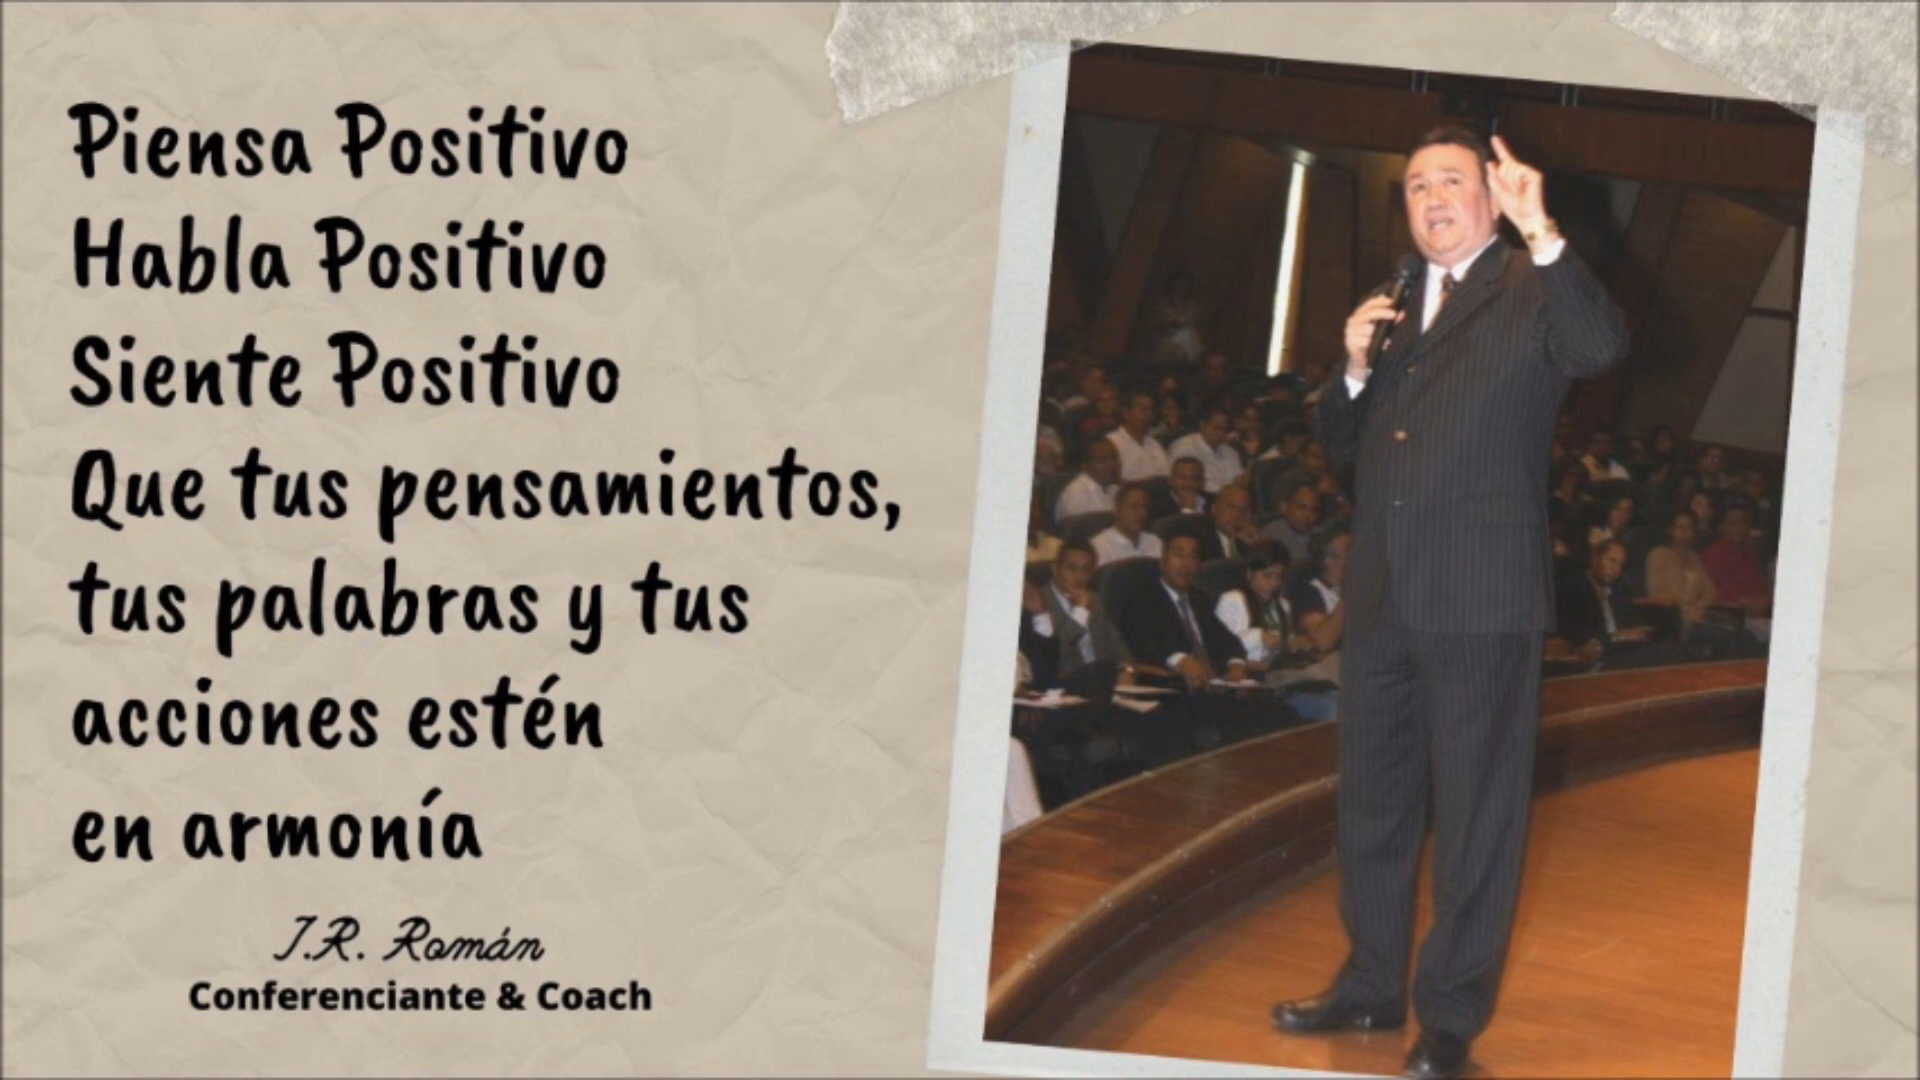 Piensa Positivo
Habla Positivo
Siente Positivo
Que tus pensamientos,
tus palabras y tus
acciones estén
en armonía
J.R. Román
Conferenciante & Coach